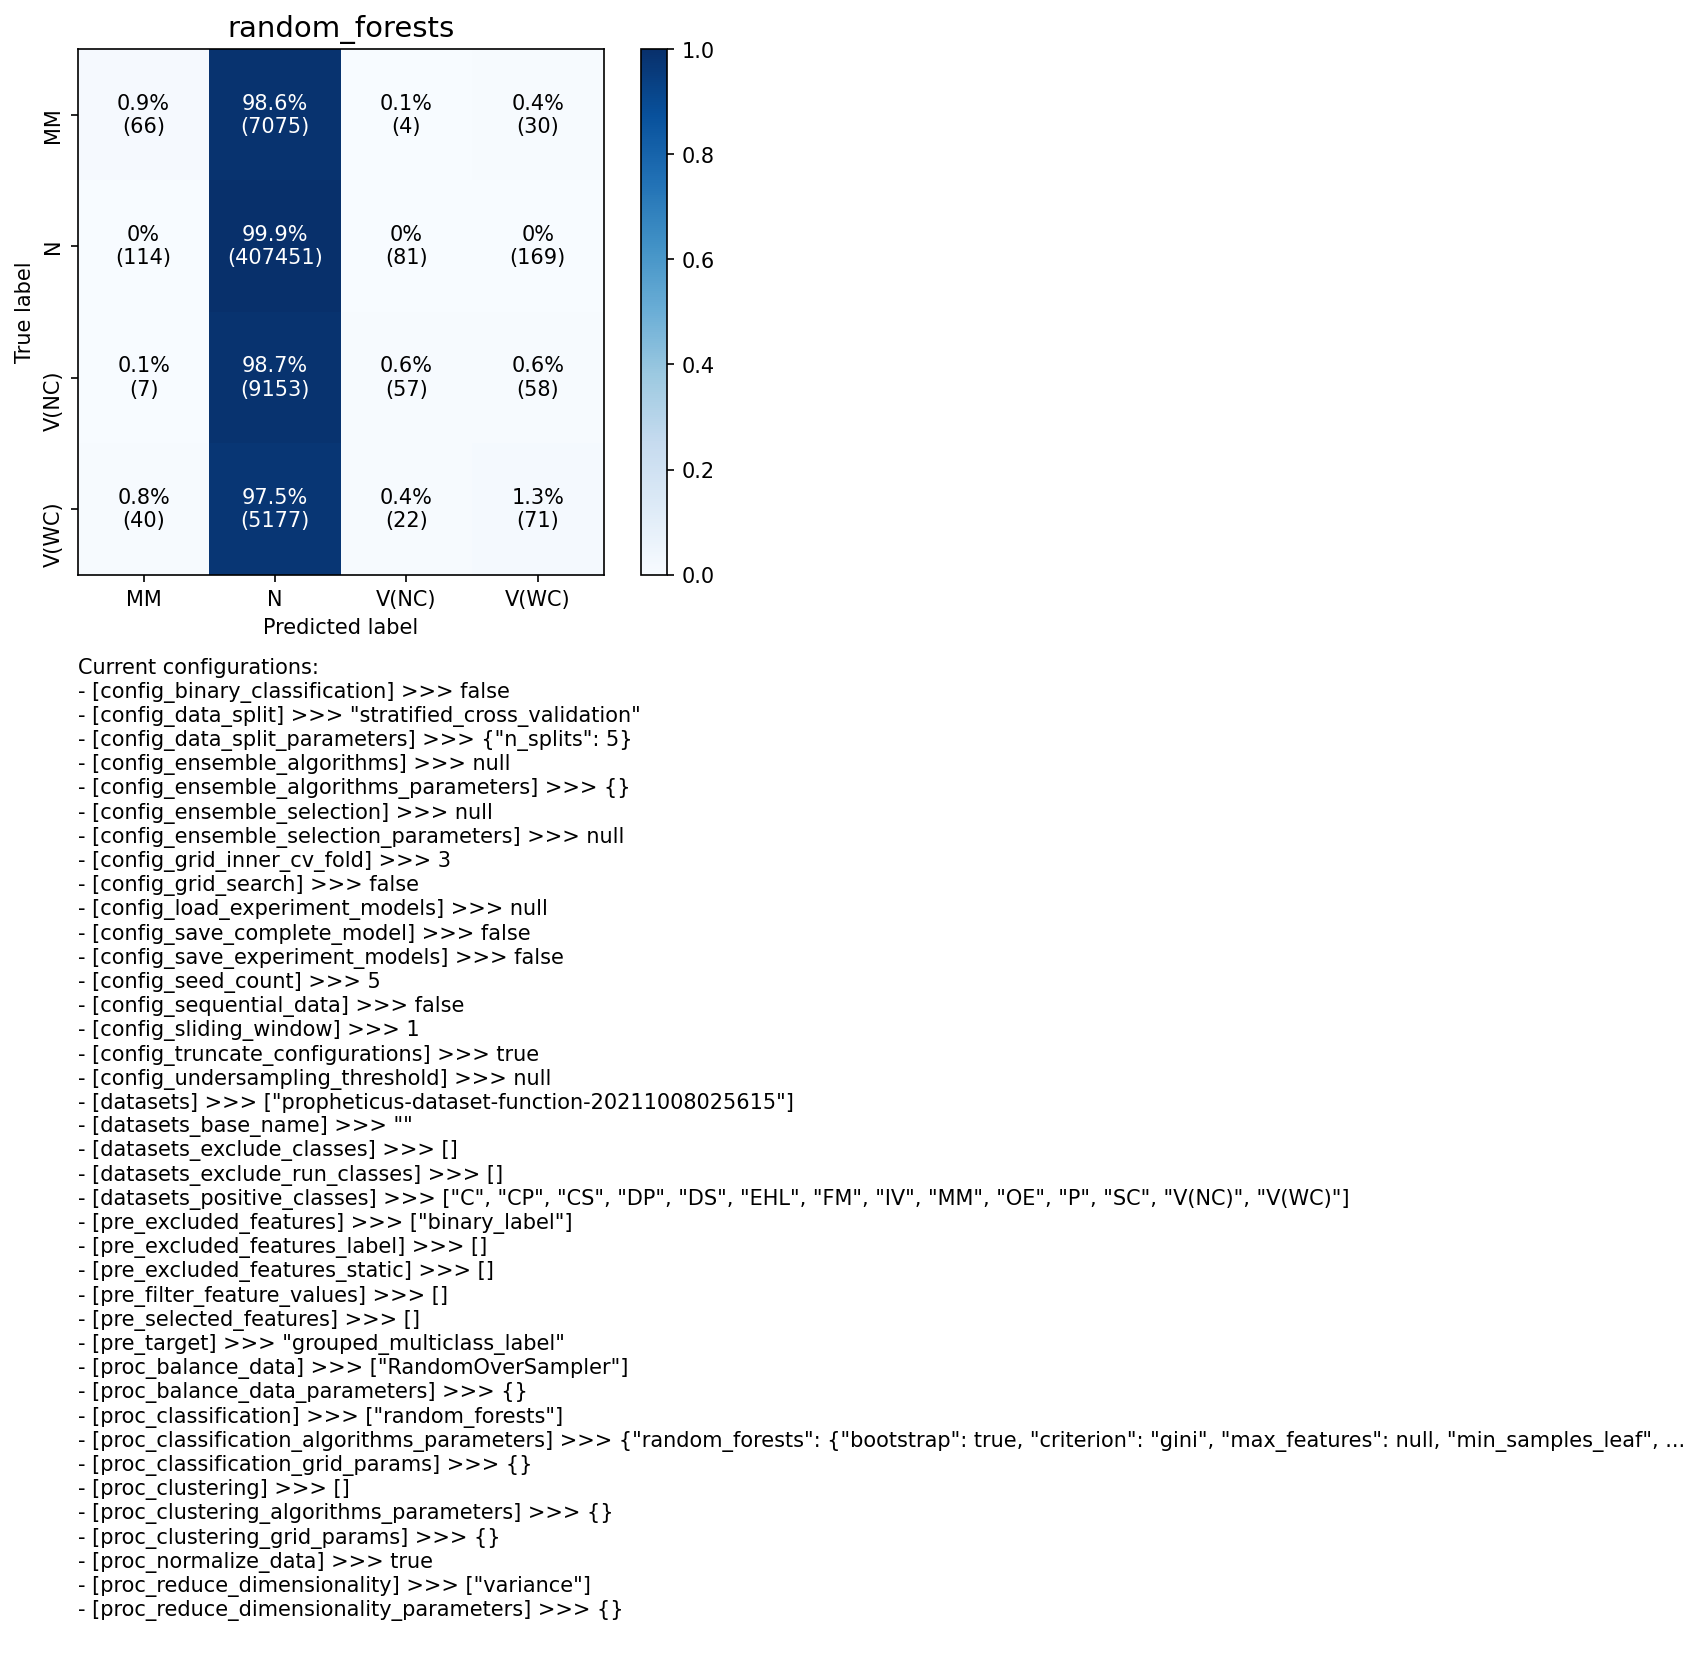 random_forests
0.9% 98.6% 0.1% 0.4%
(66) (7075) (4) (30)
0% 99.9% 0% 0%
(114) (407451) (81) (169)
0.1% 98.7% 0.6% 0.6%
(7) (9153) (57) (58)
0.8% 97.5% 0.4% 1.3%
(40) (5177) (22) (71)
True label
MM
N
V(NC)
V(WC)
MM N V(NC) V(WC)
Predicted label
1.0
0.8
0.6
0.4
0.2
0.0
Current configurations:
- [config_binary_classification] >>> false
- [config_data_split] >>> "stratified_cross_validation"
- [config_data_split_parameters] >>> {"n_splits": 5}
- [config_ensemble_algorithms] >>> null
- [config_ensemble_algorithms_parameters] >>> {}
- [config_ensemble_selection] >>> null
- [config_ensemble_selection_parameters] >>> null
- [config_grid_inner_cv_fold] >>> 3
- [config_grid_search] >>> false
- [config_load_experiment_models] >>> null
- [config_save_complete_model] >>> false
- [config_save_experiment_models] >>> false
- [config_seed_count] >>> 5
- [config_sequential_data] >>> false
- [config_sliding_window] >>> 1
- [config_truncate_configurations] >>> true
- [config_undersampling_threshold] >>> null
- [datasets] >>> ["propheticus-dataset-function-20211008025615"]
- [datasets_base_name] >>> ""
- [datasets_exclude_classes] >>> []
- [datasets_exclude_run_classes] >>> []
- [datasets_positive_classes] >>> ["C", "CP", "CS", "DP", "DS", "EHL", "FM", "IV", "MM", "OE", "P", "SC", "V(NC)", "V(WC)"]
- [pre_excluded_features] >>> ["binary_label"]
- [pre_excluded_features_label] >>> []
- [pre_excluded_features_static] >>> []
- [pre_filter_feature_values] >>> []
- [pre_selected_features] >>> []
- [pre_target] >>> "grouped_multiclass_label"
- [proc_balance_data] >>> ["RandomOverSampler"]
- [proc_balance_data_parameters] >>> {}
- [proc_classification] >>> ["random_forests"]
- [proc_classification_algorithms_parameters] >>> {"random_forests": {"bootstrap": true, "criterion": "gini", "max_features": null, "min_samples_leaf", ...
- [proc_classification_grid_params] >>> {}
- [proc_clustering] >>> []
- [proc_clustering_algorithms_parameters] >>> {}
- [proc_clustering_grid_params] >>> {}
- [proc_normalize_data] >>> true
- [proc_reduce_dimensionality] >>> ["variance"]
- [proc_reduce_dimensionality_parameters] >>> {}